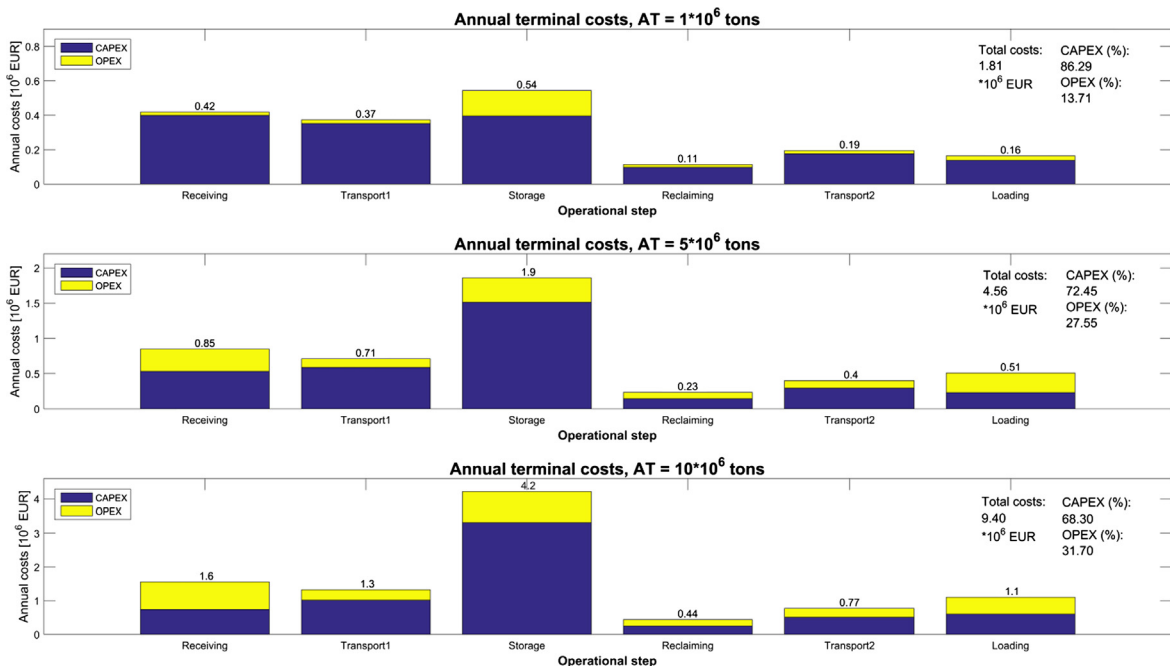 Annual terminal costs, AT = 1*10^6 tons
Annual costs [10^6 EUR]
0.8
0.6
0.4
0.2
0
CAPEX
OPEX
0.42
0.37
0.54
0.11
0.19
0.16
Total costs: CAPEX (%):
1.81 86.29
*10^6 EUR OPEX (%):
13.71
Receiving Transport1 Storage Reclaiming Transport2 Loading
Operational step
Annual terminal costs, AT = 5*10^6 tons
Annual costs [10^6 EUR]
2
1.5
1
0.5
0
CAPEX
OPEX
0.85
0.71
1.9
0.23
0.4
0.51
Total costs: CAPEX (%):
4.56 72.45
*10^6 EUR OPEX (%):
27.55
Receiving Transport1 Storage Reclaiming Transport2 Loading
Operational step
Annual terminal costs, AT = 10*10^6 tons
Annual costs [10^6 EUR]
4
3
2
1
0
CAPEX
OPEX
1.6
1.3
4.2
0.44
0.77
1.1
Total costs: CAPEX (%):
9.40 68.30
*10^6 EUR OPEX (%):
31.70
Receiving Transport1 Storage Reclaiming Transport2 Loading
Operational step